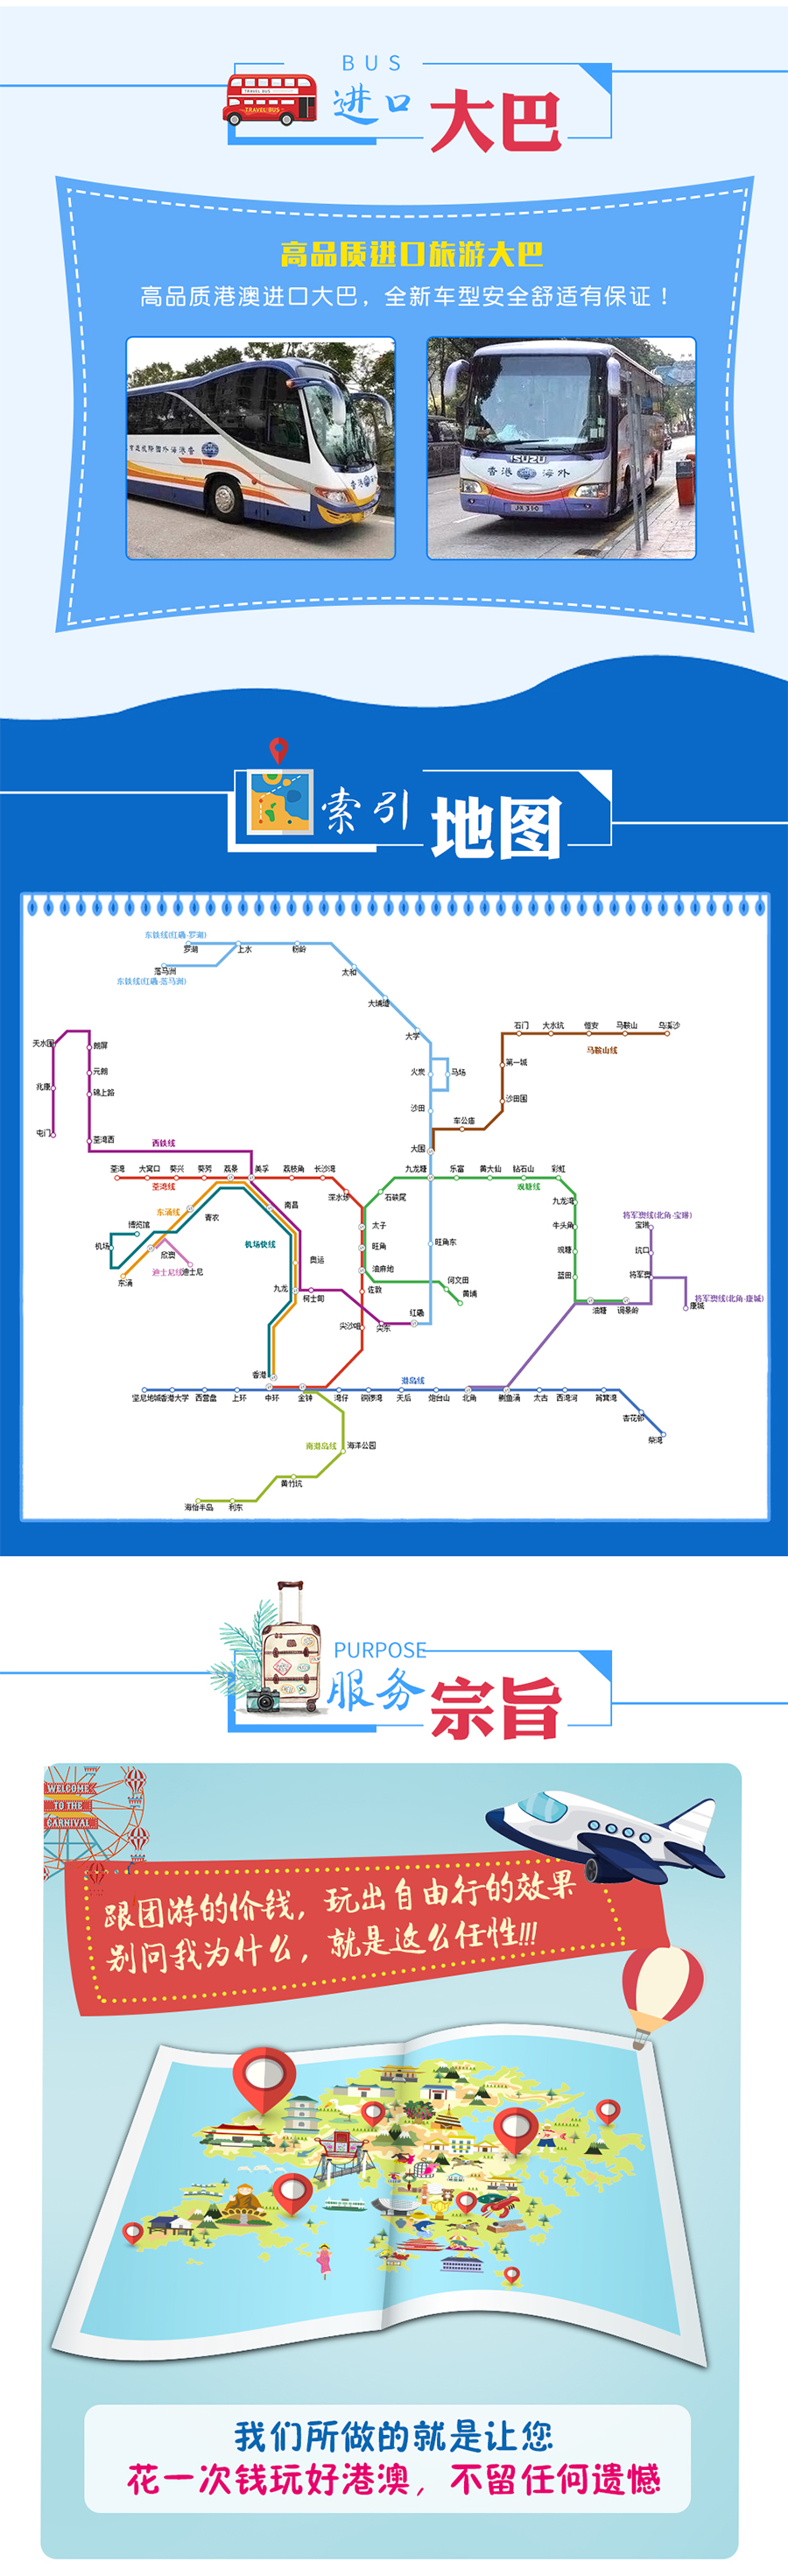 BUS
进口 大巴
TRAVEL BUS
TRAVEL BUS
高品质进口旅游大巴
高品质港澳进口大巴，全新车型安全舒适有保证！
香港海外
ISUZU
香港 海外
JX 310
索引 地图
东铁线(红磡-罗湖)
罗湖 上水 粉岭
落马洲
东铁线(红磡-落马洲)
太和
大埔墟
大学
石门 大水坑 恒安 马鞍山 乌溪沙
马鞍山线
天水围 朗屏
第一城
火炭 马场
元朗
兆康 锦上路
沙田围
沙田
车公庙
屯门 荃湾西
西铁线
大围
荃湾 大窝口 葵兴 葵芳 荔景 美孚 荔枝角 长沙湾
九龙塘 乐富 黄大仙 钻石山 彩虹
荃湾线
观塘线
深水埗 石硖尾
九龙湾
南昌
东涌线
青衣
将军澳线(北角-宝琳)
博览馆
太子
牛头角 宝琳
机场
机场快线
旺角 旺角东
欣澳
观塘 坑口
奥运
迪士尼线 迪士尼
油麻地
蓝田 将军澳
东涌
何文田
九龙
柯士甸 佐敦
黄埔
将军澳线(北角-康城)
康城
红磡
油塘 调景岭
尖沙咀 尖东
香港
港岛线
坚尼地城 香港大学 西营盘 上环 中环 金钟 湾仔 铜锣湾 天后 炮台山 北角 鲗鱼涌 太古 西湾河 筲箕湾
杏花邨
柴湾
南港岛线 海洋公园
黄竹坑
海怡半岛 利东
PURPOSE
服务 宗旨
WELCOME
TO THE
CARNIVAL
跟团游的价钱，玩出自由行的效果
别问我为什么，就是这么任性!!!
我们所做的就是让您
花一次钱玩好港澳，不留任何遗憾